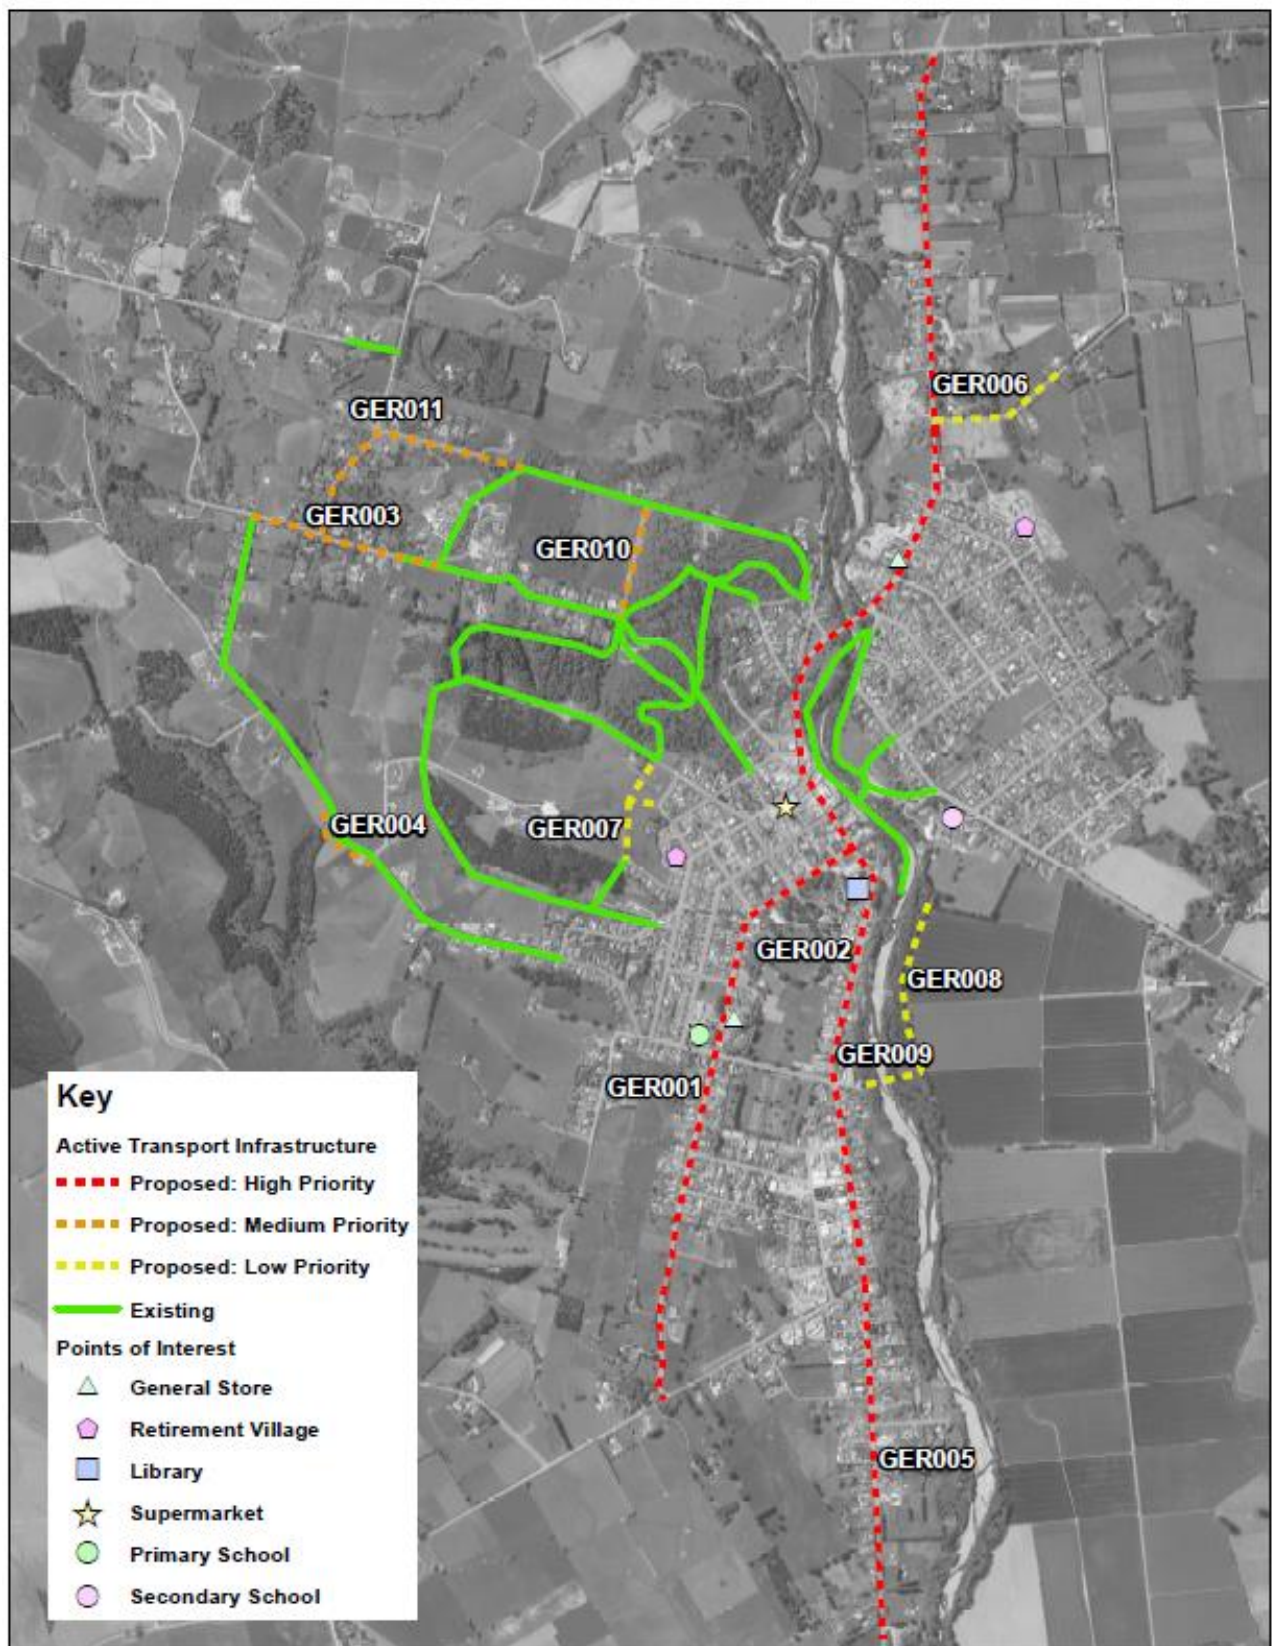 GER006
GER011
GER003
GER010
GER004
GER007
GER002
GER008
GER009
GER001
Key
Active Transport Infrastructure
Proposed: High Priority
Proposed: Medium Priority
Proposed: Low Priority
Existing
Points of Interest
General Store
Retirement Village
Library
Supermarket
Primary School
Secondary School
GER005